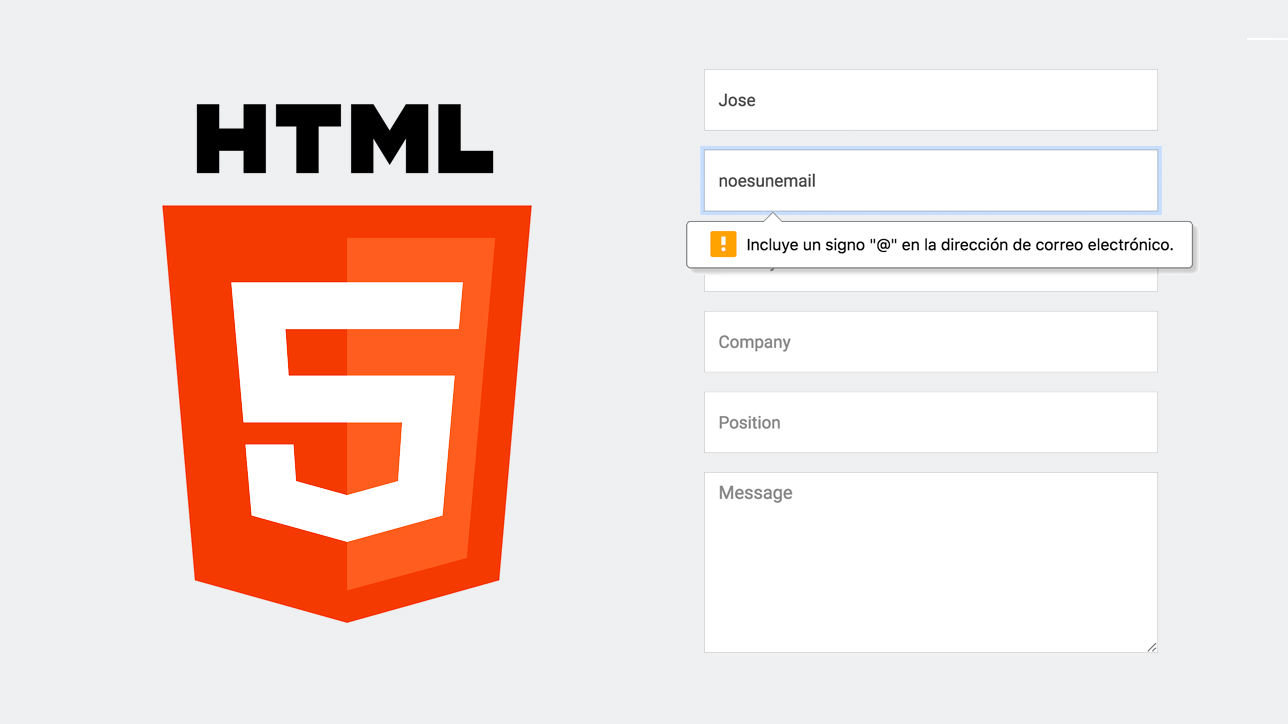 HTML
5
Jose
noesunemail
Incluye un signo "@" en la dirección de correo electrónico.
Company
Position
Message